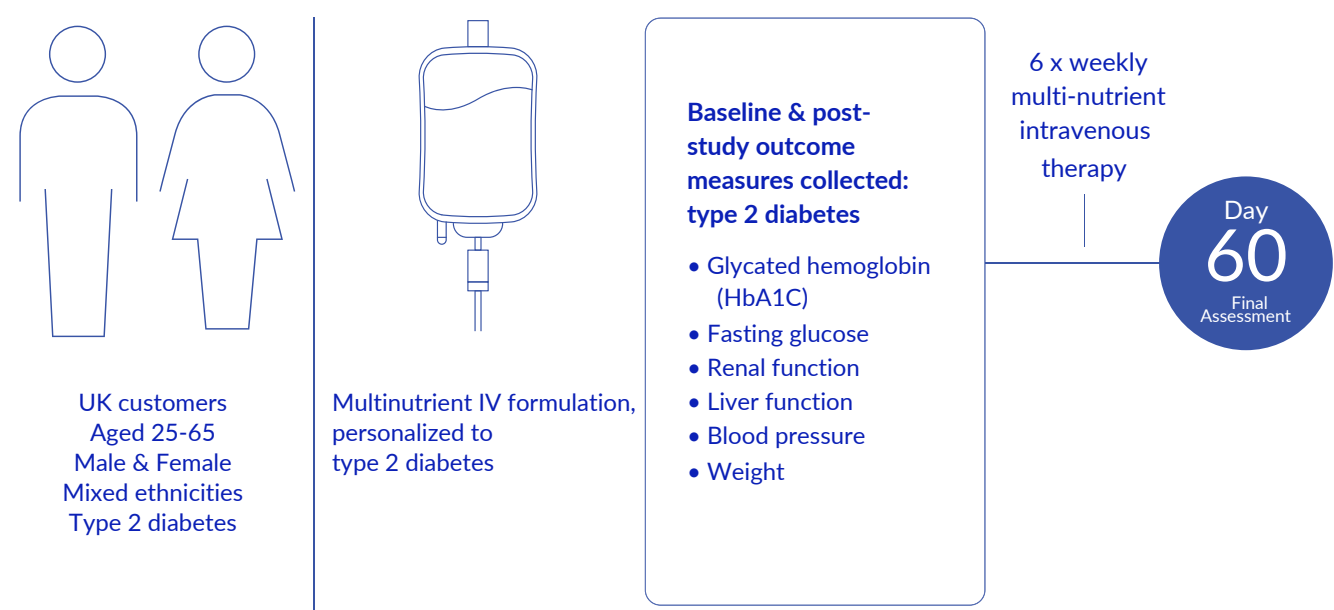 UK customers
Aged 25-65
Male & Female
Mixed ethnicities
Type 2 diabetes
Multinutrient IV formulation,
personalized to
type 2 diabetes
Baseline & post-
study outcome
measures collected:
type 2 diabetes
• Glycated hemoglobin
(HbA1C)
• Fasting glucose
• Renal function
• Liver function
• Blood pressure
• Weight
6 x weekly
multi-nutrient
intravenous
therapy
Day
60
Final
Assessment